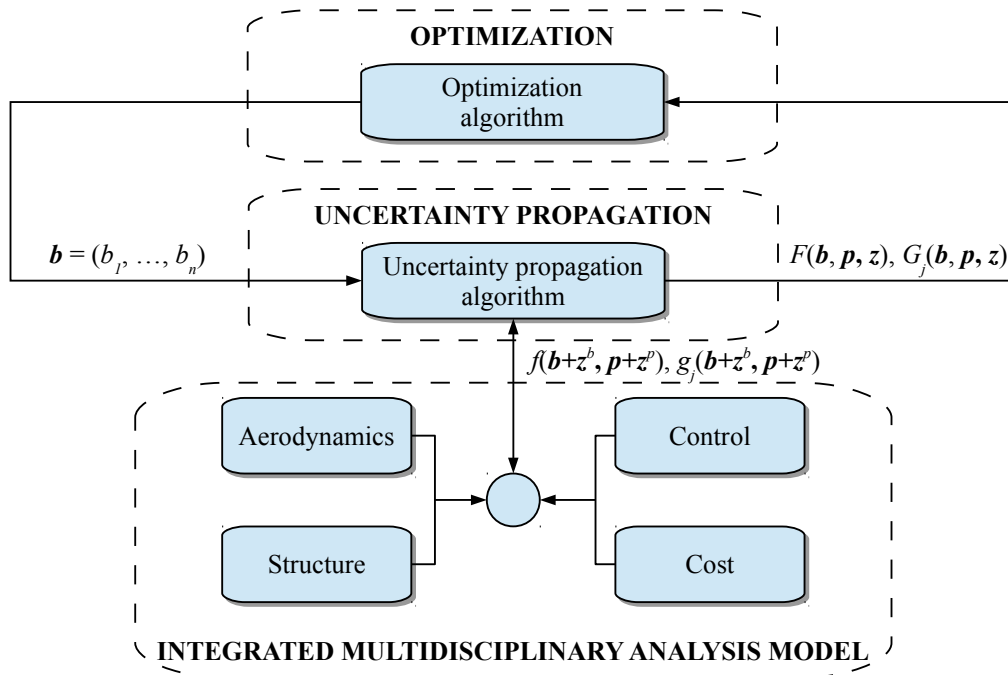 OPTIMIZATION
Optimization
algorithm
UNCERTAINTY PROPAGATION
b = (b₁, …, bₙ)
Uncertainty propagation
algorithm
F(b, p, z), Gⱼ(b, p, z)
f(b+zᵇ, p+zᵖ), gⱼ(b+zᵇ, p+zᵖ)
Aerodynamics
Control
Structure
Cost
INTEGRATED MULTIDISCIPLINARY ANALYSIS MODEL